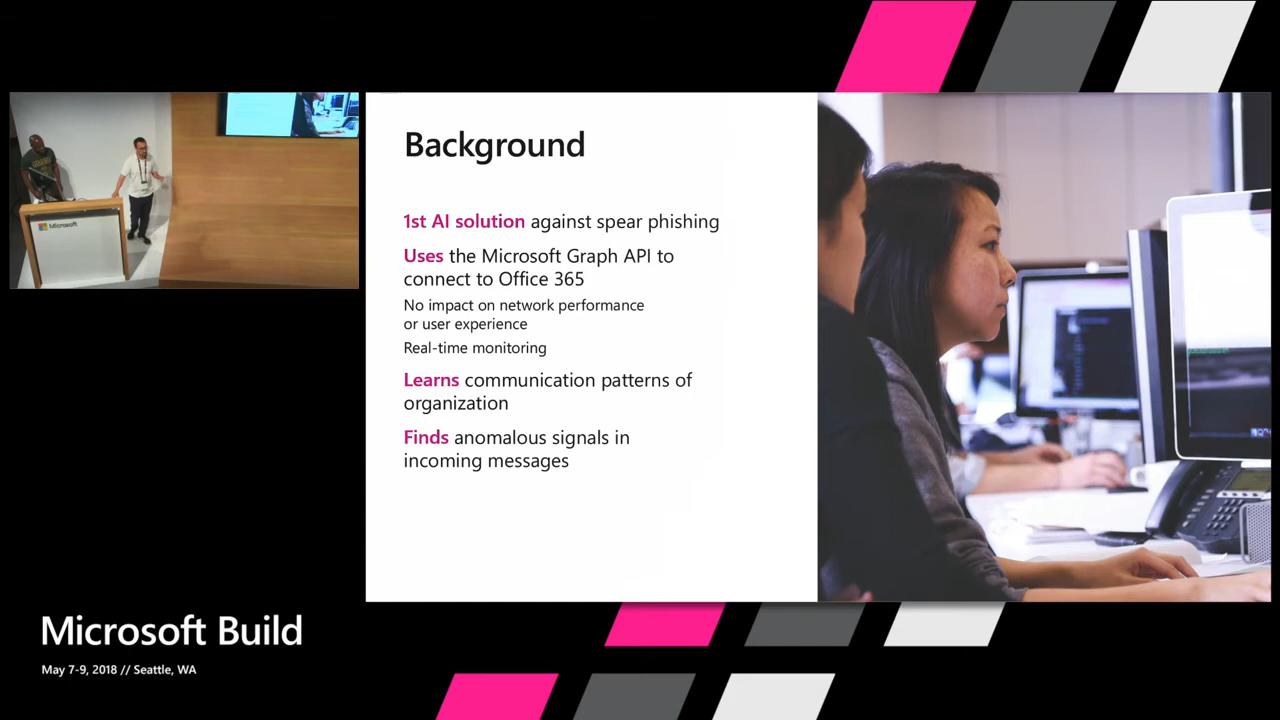 Microsoft
Background
1st AI solution against spear phishing
Uses the Microsoft Graph API to
connect to Office 365
No impact on network performance
or user experience
Real-time monitoring
Learns communication patterns of
organization
Finds anomalous signals in
incoming messages
Microsoft Build
May 7-9, 2018 // Seattle, WA